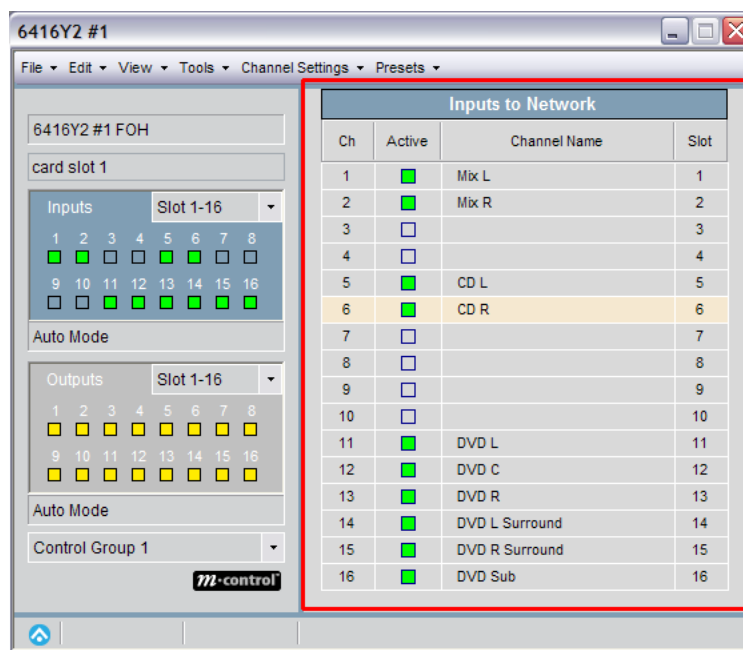 6416Y2 #1
File Edit View Tools Channel Settings Presets
6416Y2 #1 FOH
card slot 1
Inputs Slot 1-16
1 2 3 4 5 6 7 8
9 10 11 12 13 14 15 16
Auto Mode
Outputs Slot 1-16
1 2 3 4 5 6 7 8
9 10 11 12 13 14 15 16
Auto Mode
Control Group 1
m·control
Inputs to Network
Ch Active Channel Name Slot
1 Mix L 1
2 Mix R 2
3 3
4 4
5 CD L 5
6 CD R 6
7 7
8 8
9 9
10 10
11 DVD L 11
12 DVD C 12
13 DVD R 13
14 DVD L Surround 14
15 DVD R Surround 15
16 DVD Sub 16